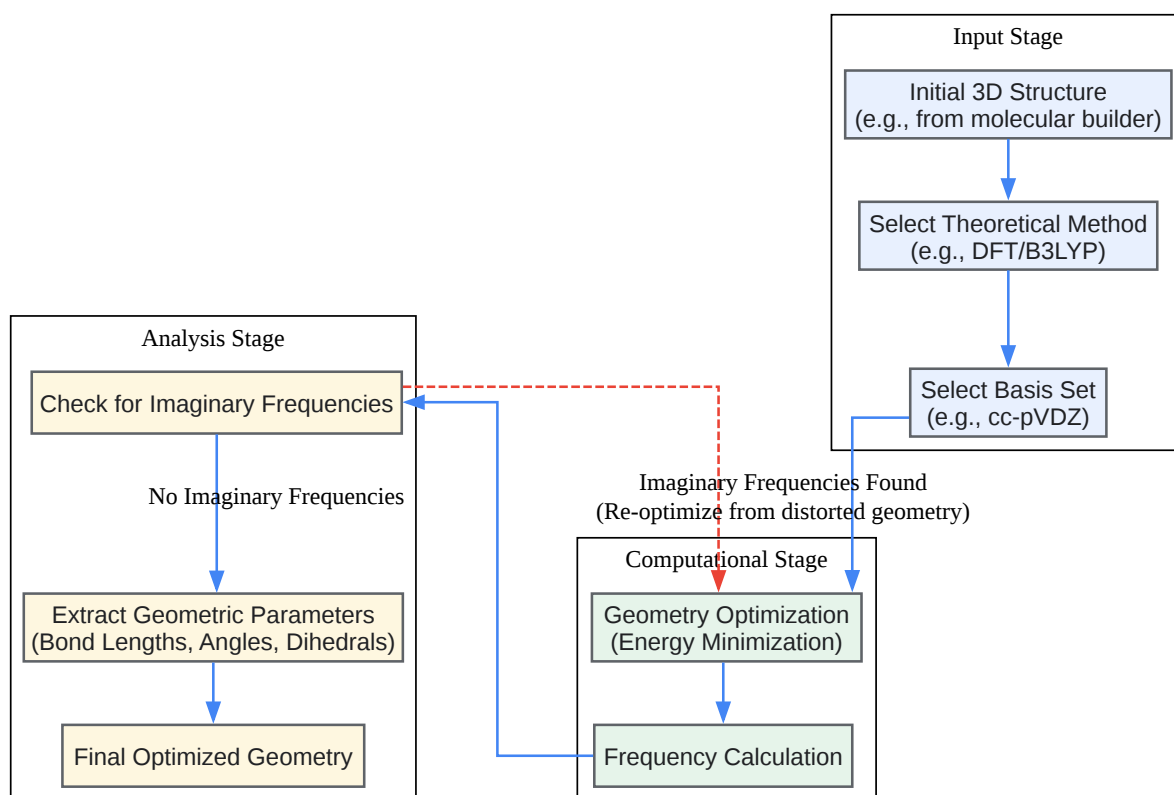 Input Stage
Initial 3D Structure
(e.g., from molecular builder)
Select Theoretical Method
(e.g., DFT/B3LYP)
Select Basis Set
(e.g., cc-pVDZ)
Analysis Stage
Check for Imaginary Frequencies
No Imaginary Frequencies
Imaginary Frequencies Found
(Re-optimize from distorted geometry)
Computational Stage
Geometry Optimization
(Energy Minimization)
Frequency Calculation
Extract Geometric Parameters
(Bond Lengths, Angles, Dihedrals)
Final Optimized Geometry